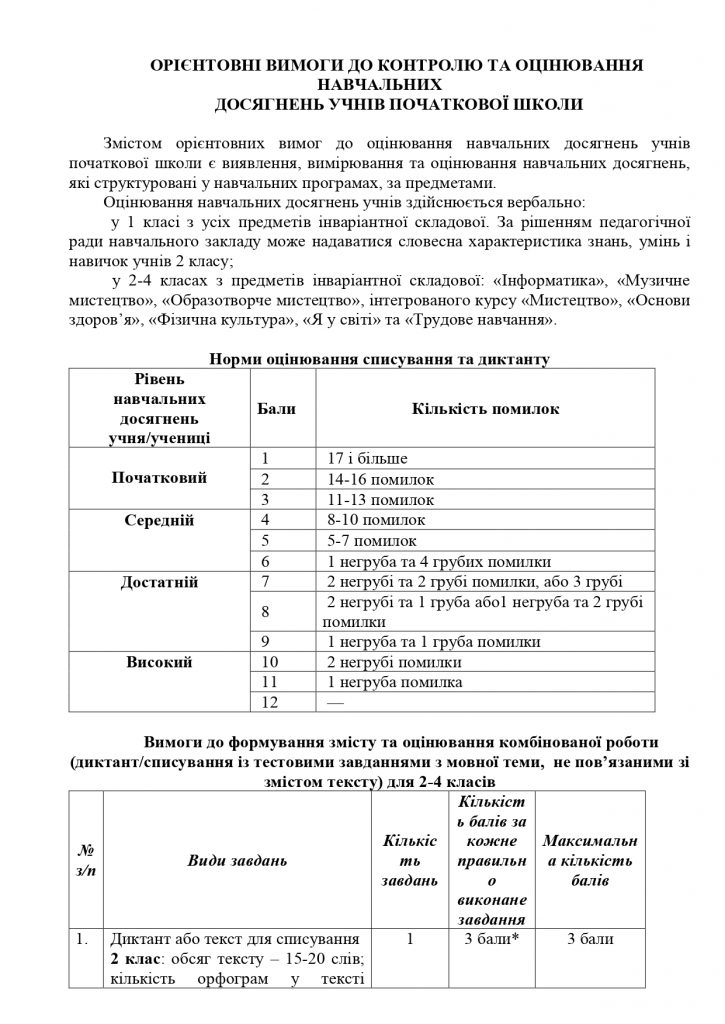 ОРІЄНТОВНІ ВИМОГИ ДО КОНТРОЛЮ ТА ОЦІНЮВАННЯ
НАВЧАЛЬНИХ
ДОСЯГНЕНЬ УЧНІВ ПОЧАТКОВОЇ ШКОЛИ
Змістом орієнтовних вимог до оцінювання навчальних досягнень учнів
початкової школи є виявлення, вимірювання та оцінювання навчальних досягнень,
які структуровані у навчальних програмах, за предметами.
Оцінювання навчальних досягнень учнів здійснюється вербально:
у 1 класі з усіх предметів інваріантної складової. За рішенням педагогічної
ради навчального закладу може надаватися словесна характеристика знань, умінь і
навичок учнів 2 класу;
у 2-4 класах з предметів інваріантної складової: «Інформатика», «Музичне
мистецтво», «Образотворче мистецтво», інтегрованого курсу «Мистецтво», «Основи
здоров’я», «Фізична культура», «Я у світі» та «Трудове навчання».
Норми оцінювання списування та диктанту
Рівень
навчальних
досягнень
учня/учениці
Бали
Кількість помилок
Початковий
1
17 і більше
2
14-16 помилок
3
11-13 помилок
Середній
4
8-10 помилок
5
5-7 помилок
6
1 негруба та 4 грубих помилки
Достатній
7
2 негрубі та 2 грубі помилки, або 3 грубі
8
2 негрубі та 1 груба або1 негруба та 2 грубі
помилки
9
1 негруба та 1 груба помилки
Високий
10
2 негрубі помилки
11
1 негруба помилка
12
—
Вимоги до формування змісту та оцінювання комбінованої роботи
(диктант/списування із тестовими завданнями з мовної теми, не пов’язаними зі
змістом тексту) для 2-4 класів
№
з/п
Види завдань
Кількіс
ть
завдань
Кількіст
ь балів за
кожне
правильн
о
виконане
завдання
Максимальн
а кількість
балів
1.
Диктант або текст для списування
2 клас: обсяг тексту – 15-20 слів;
кількість орфограм у тексті
1
3 бали*
3 бали